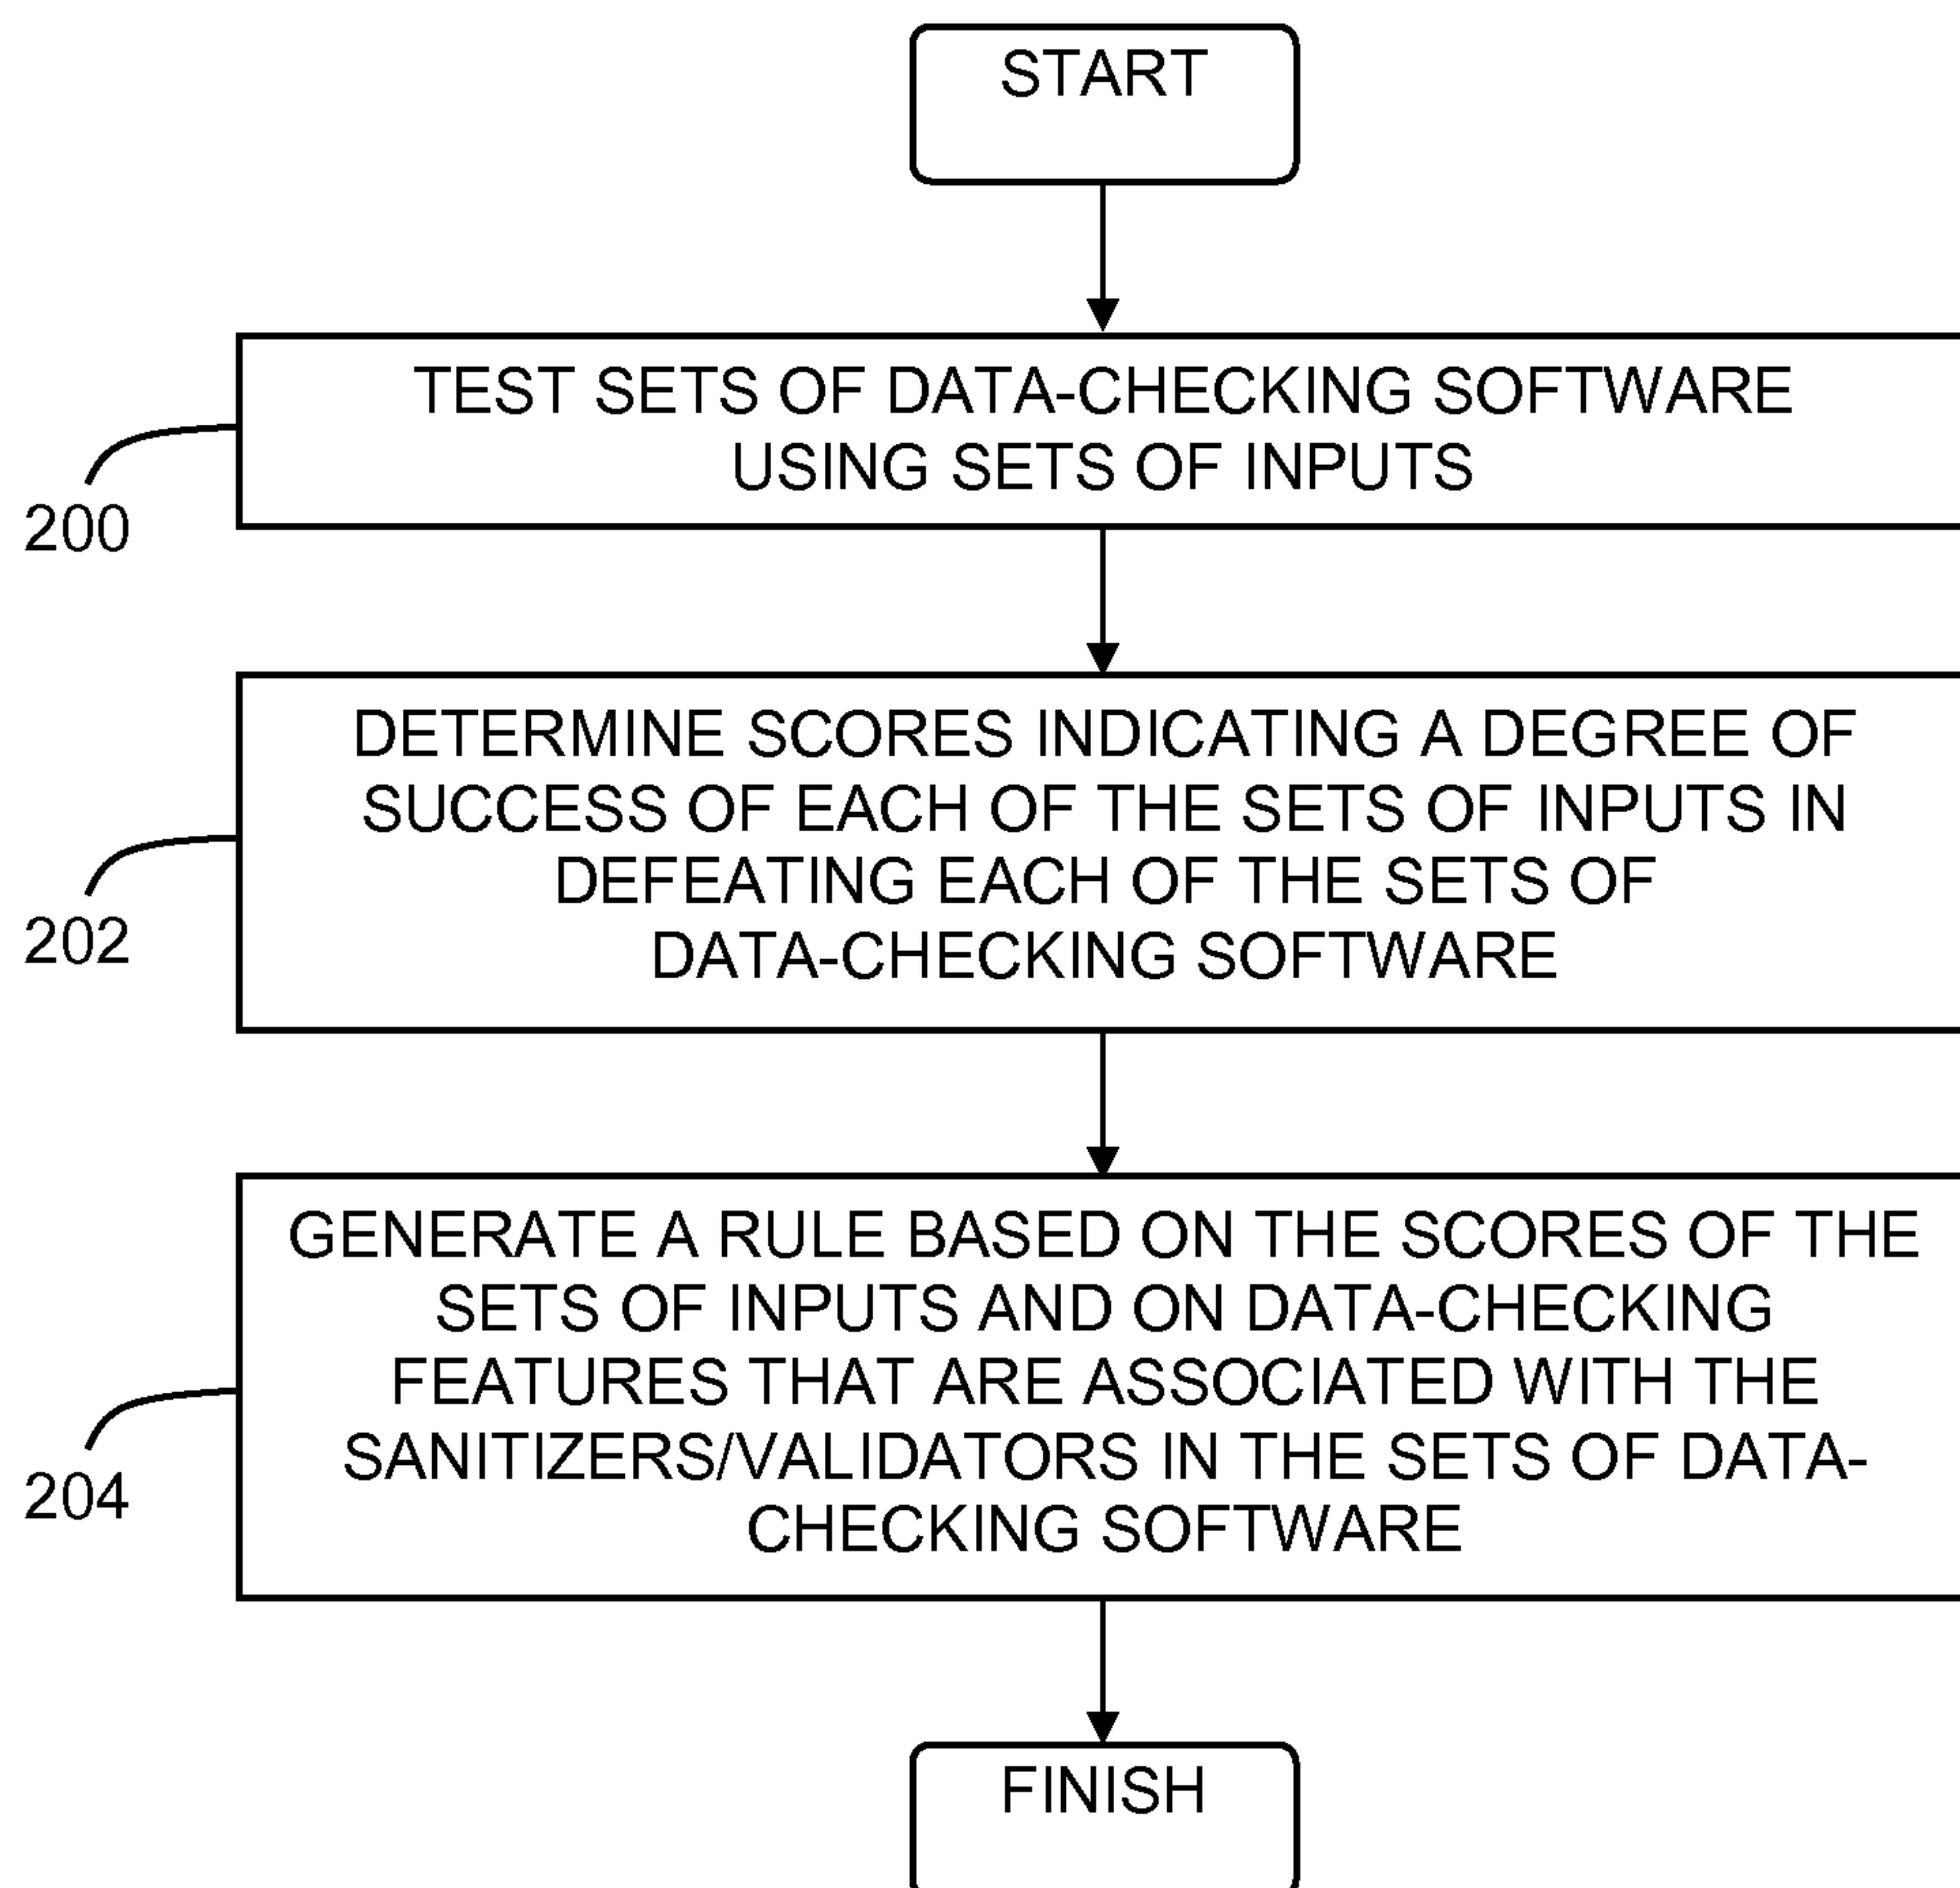 START
TEST SETS OF DATA-CHECKING SOFTWARE
USING SETS OF INPUTS
200
DETERMINE SCORES INDICATING A DEGREE OF
SUCCESS OF EACH OF THE SETS OF INPUTS IN
DEFEATING EACH OF THE SETS OF
DATA-CHECKING SOFTWARE
202
GENERATE A RULE BASED ON THE SCORES OF THE
SETS OF INPUTS AND ON DATA-CHECKING
FEATURES THAT ARE ASSOCIATED WITH THE
SANITIZERS/VALIDATORS IN THE SETS OF DATA-
CHECKING SOFTWARE
204
FINISH